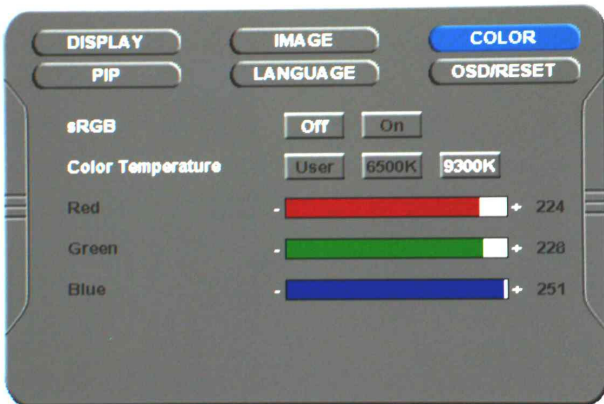 DISPLAY IMAGE COLOR
PIP LANGUAGE OSD/RESET
sRGB Off On
Color Temperature User 6500K 9300K
Red - + 224
Green - + 228
Blue - + 251